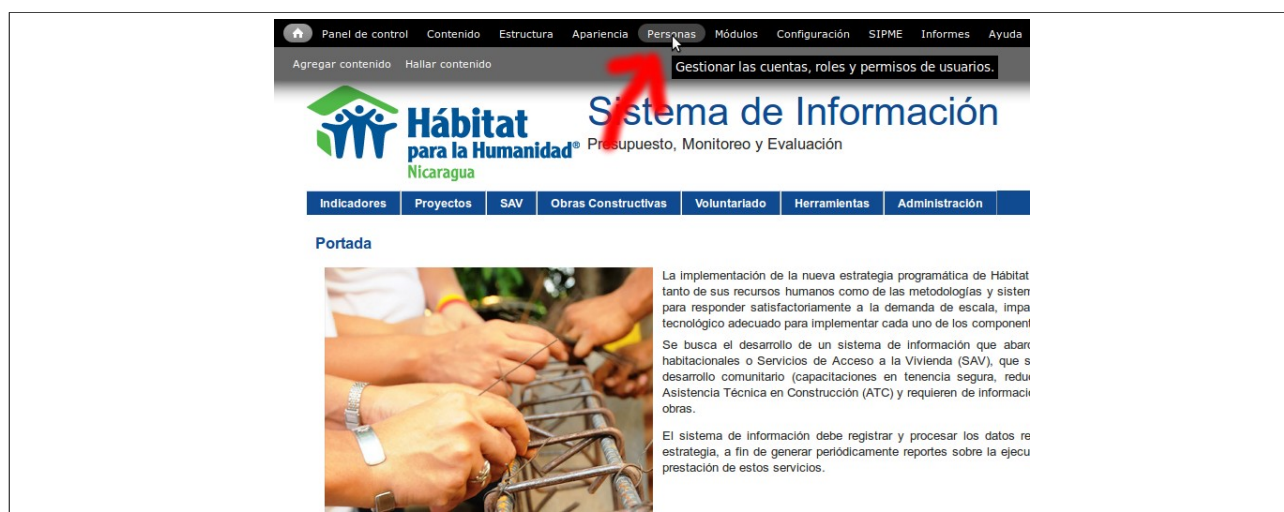 Panel de control Contenido Estructura Apariencia Personas Módulos Configuración SIPME Informes Ayuda
Agregar contenido Hallar contenido
Gestionar las cuentas, roles y permisos de usuarios.
Hábitat
para la Humanidad®
Nicaragua
Sistema de Información
Presupuesto, Monitoreo y Evaluación
Indicadores Proyectos SAV Obras Constructivas Voluntariado Herramientas Administración
Portada
La implementación de la nueva estrategia programática de Hábitat
tanto de sus recursos humanos como de las metodologías y sistem
para responder satisfactoriamente a la demanda de escala, impa
tecnológico adecuado para implementar cada uno de los component
Se busca el desarrollo de un sistema de información que abarc
habitacionales o Servicios de Acceso a la Vivienda (SAV), que s
desarrollo comunitario (capacitaciones en tenencia segura, reduc
Asistencia Técnica en Construcción (ATC) y requieren de informaci
obras.
El sistema de información debe registrar y procesar los datos re
estrategia, a fin de generar periódicamente reportes sobre la ejecu
prestación de estos servicios.